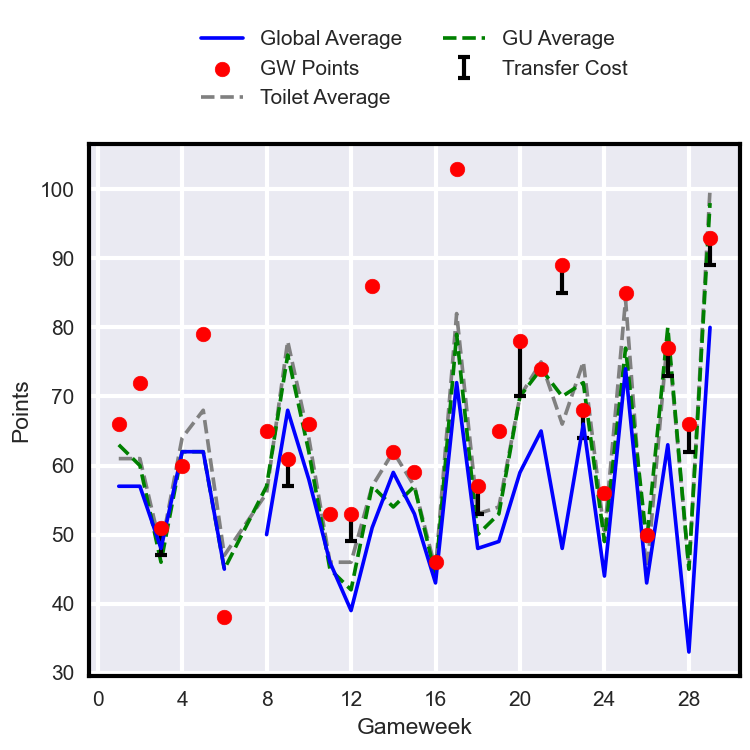 Global Average
GW Points
Toilet Average
GU Average
Transfer Cost
Points
100
90
80
70
60
50
40
30
0 4 8 12 16 20 24 28
Gameweek